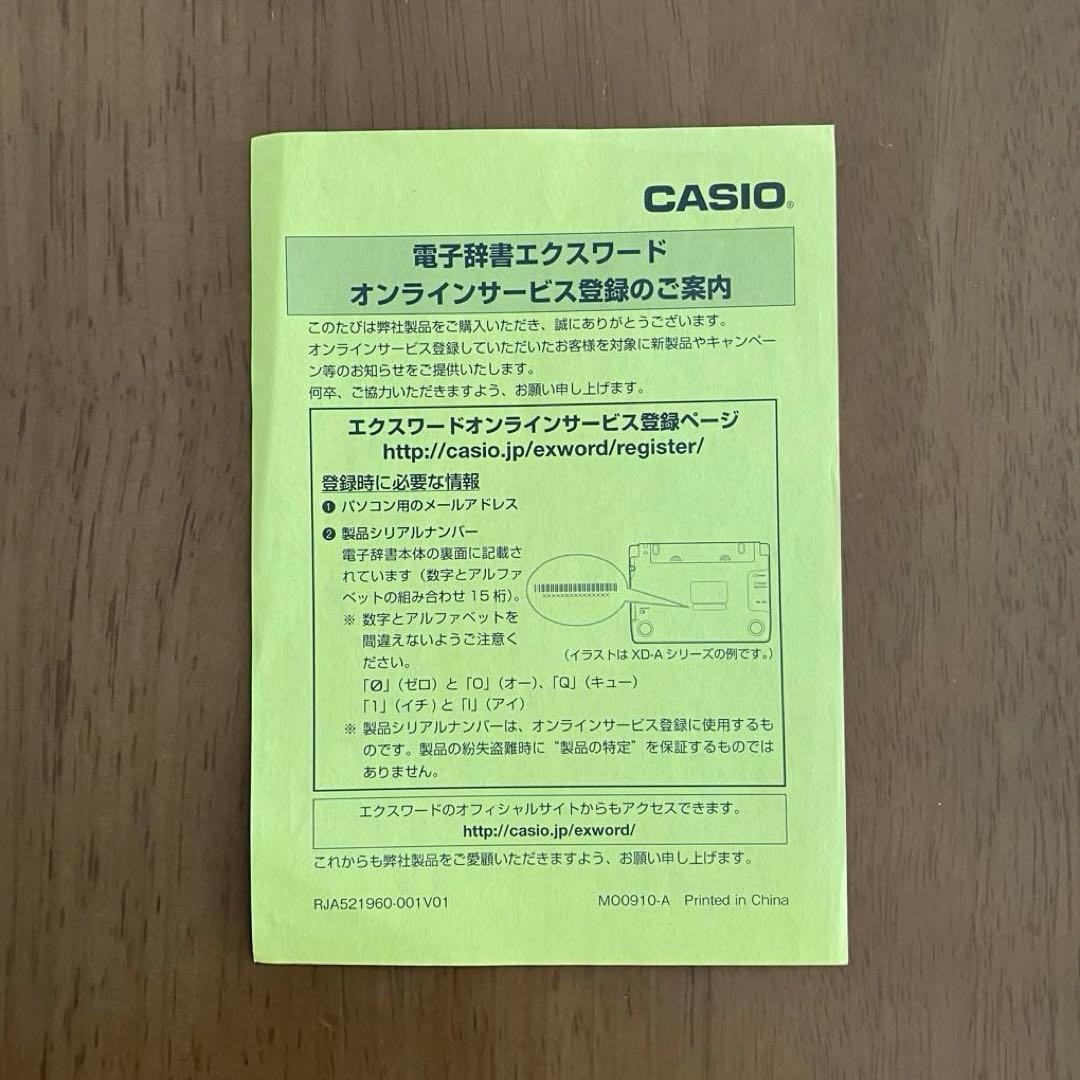 CASIO®
電子辞書エクスワード
オンラインサービス登録のご案内
このたびは弊社製品をご購入いただき、誠にありがとうございます。
オンラインサービス登録していただいたお客様を対象に新製品やキャンペー
ン等のお知らせをご提供いたします。
何卒、ご協力いただきますよう、お願い申し上げます。
エクスワードオンラインサービス登録ページ
http://casio.jp/exword/register/
登録時に必要な情報
❶ パソコン用のメールアドレス
❷ 製品シリアルナンバー
電子辞書本体の裏面に記載さ
れています（数字とアルファ
ベットの組み合わせ 15 桁）。
※ 数字とアルファベットを
間違えないようご注意く
ださい。
（イラストは XD-A シリーズの例です。）
「Ø」（ゼロ）と「O」（オー）、「Q」（キュー）
「1」（イチ）と「I」（アイ）
※ 製品シリアルナンバーは、オンラインサービス登録に使用するも
のです。製品の紛失盗難時に “製品の特定” を保証するものでは
ありません。
エクスワードのオフィシャルサイトからもアクセスできます。
http://casio.jp/exword/
これからも弊社製品をご愛顧いただきますよう、お願い申し上げます。
RJA521960-001V01
MO0910-A Printed in China